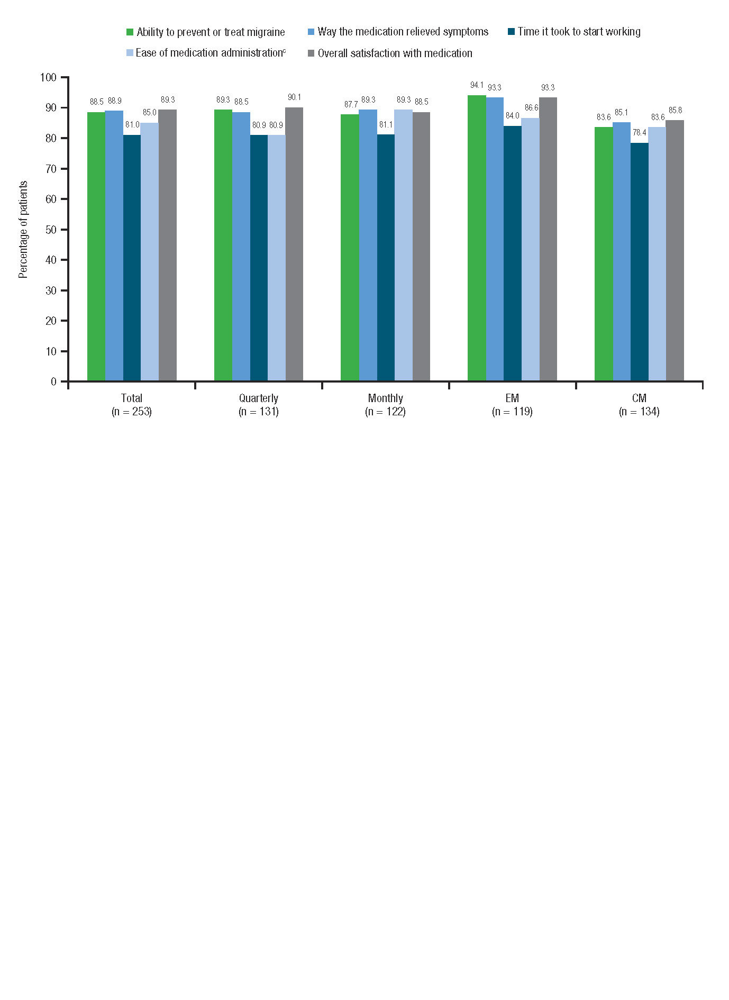 Ability to prevent or treat migraine
Way the medication relieved symptoms
Time it took to start working
Ease of medication administrationᶜ
Overall satisfaction with medication
Percentage of patients
100
90
80
70
60
50
40
30
20
10
0
88.5 88.9 81.0 85.0 89.3
89.3 88.5 80.9 80.9 90.1
87.7 89.3 81.1 89.3 88.5
94.1 93.3 84.0 86.6 93.3
83.6 85.1 78.4 83.6 85.8
Total
(n = 253)
Quarterly
(n = 131)
Monthly
(n = 122)
EM
(n = 119)
CM
(n = 134)